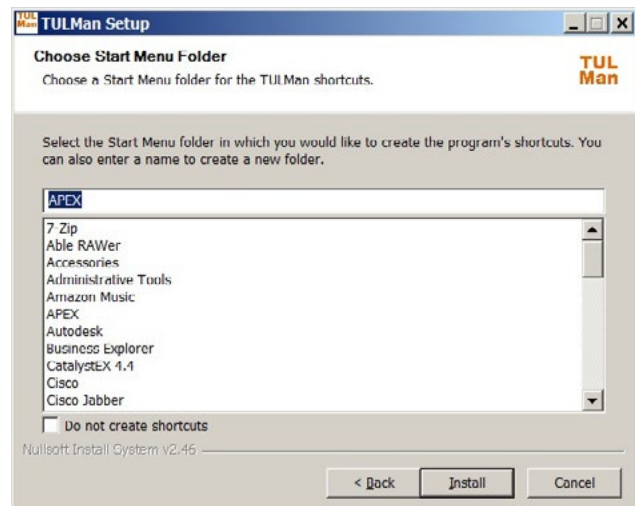 TUL
Man
TULMan Setup
Choose Start Menu Folder
Choose a Start Menu folder for the TULMan shortcuts.
TUL
Man
Select the Start Menu folder in which you would like to create the program's shortcuts. You
can also enter a name to create a new folder.
APEX
7-Zip
Able RAWer
Accessories
Administrative Tools
Amazon Music
APEX
Autodesk
Business Explorer
CatalystEX 4.4
Cisco
Cisco Jabber
Do not create shortcuts
Nullsoft Install System v2.46
< Back
Install
Cancel